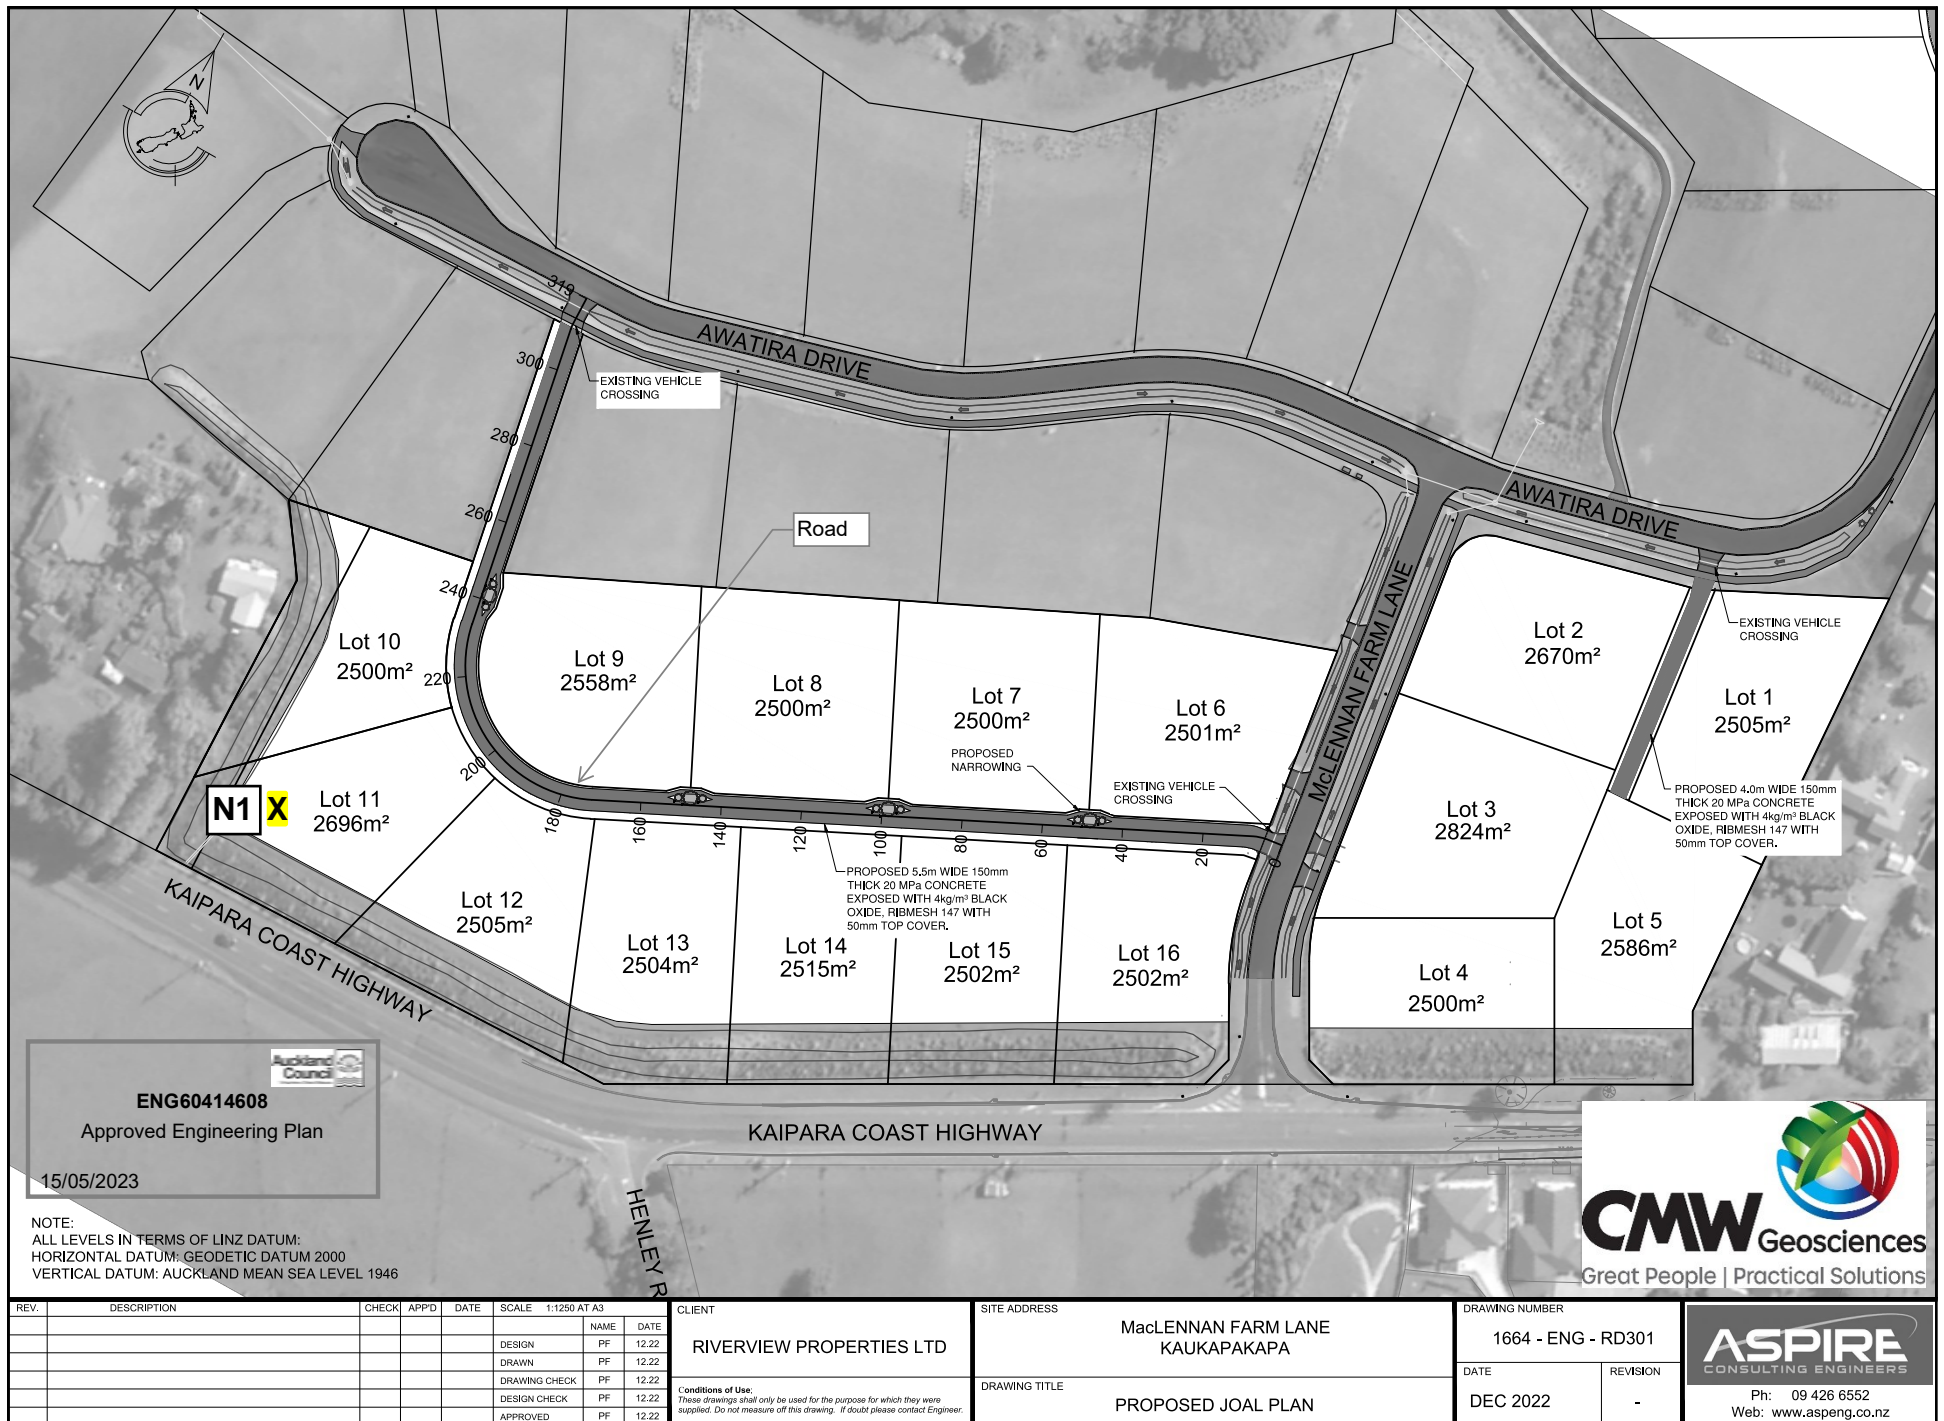 N
319
300
280
260
240
220
200
180
160
140
120
100
80
60
40
20
0
AWATIRA DRIVE
EXISTING VEHICLE
CROSSING
Road
AWATIRA DRIVE
McLENNAN FARM LANE
EXISTING VEHICLE
CROSSING
Lot 10
2500m²
Lot 9
2558m²
Lot 8
2500m²
Lot 7
2500m²
Lot 6
2501m²
Lot 2
2670m²
Lot 1
2505m²
PROPOSED
NARROWING
EXISTING VEHICLE
CROSSING
N1 X
Lot 11
2696m²
Lot 3
2824m²
PROPOSED 4.0m WIDE 150mm
THICK 20 MPa CONCRETE
EXPOSED WITH 4kg/m³ BLACK
OXIDE, RIBMESH 147 WITH
50mm TOP COVER.
PROPOSED 5.5m WIDE 150mm
THICK 20 MPa CONCRETE
EXPOSED WITH 4kg/m³ BLACK
OXIDE, RIBMESH 147 WITH
50mm TOP COVER.
Lot 12
2505m²
Lot 13
2504m²
Lot 14
2515m²
Lot 15
2502m²
Lot 16
2502m²
Lot 4
2500m²
Lot 5
2586m²
KAIPARA COAST HIGHWAY
KAIPARA COAST HIGHWAY
HENLEY R
Auckland
Council
ENG60414608
Approved Engineering Plan
15/05/2023
CMW Geosciences
Great People | Practical Solutions
NOTE:
ALL LEVELS IN TERMS OF LINZ DATUM:
HORIZONTAL DATUM: GEODETIC DATUM 2000
VERTICAL DATUM: AUCKLAND MEAN SEA LEVEL 1946
REV. DESCRIPTION CHECK APP'D DATE
SCALE 1:1250 AT A3
NAME DATE
DESIGN PF 12.22
DRAWN PF 12.22
DRAWING CHECK PF 12.22
DESIGN CHECK PF 12.22
APPROVED PF 12.22
CLIENT
RIVERVIEW PROPERTIES LTD
Conditions of Use;
These drawings shall only be used for the purpose for which they were
supplied. Do not measure off this drawing. If doubt please contact Engineer.
SITE ADDRESS
MacLENNAN FARM LANE
KAUKAPAKAPA
DRAWING TITLE
PROPOSED JOAL PLAN
DRAWING NUMBER
1664 - ENG - RD301
DATE
DEC 2022
REVISION
-
ASPIRE
CONSULTING ENGINEERS
Ph: 09 426 6552
Web: www.aspeng.co.nz